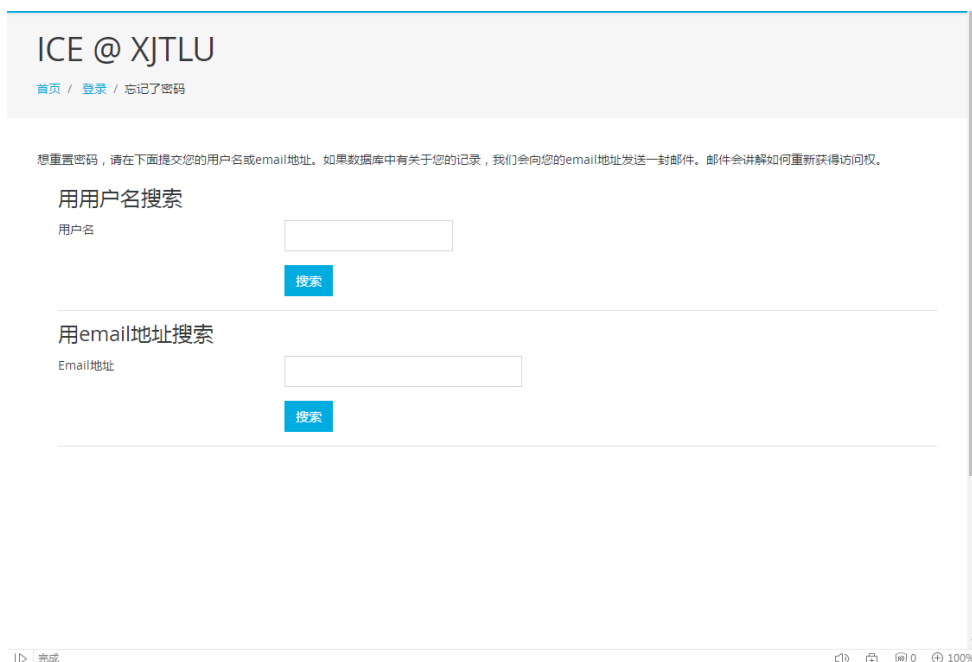 ICE @ XJTLU
首页 / 登录 / 忘记了密码
想重置密码，请在下面提交您的用户名或email地址。如果数据库中有关于您的记录，我们会向您的email地址发送一封邮件。邮件会讲解如何重新获得访问权。
用用户名搜索
用户名
搜索
用email地址搜索
Email地址
搜索
完成 0 100%